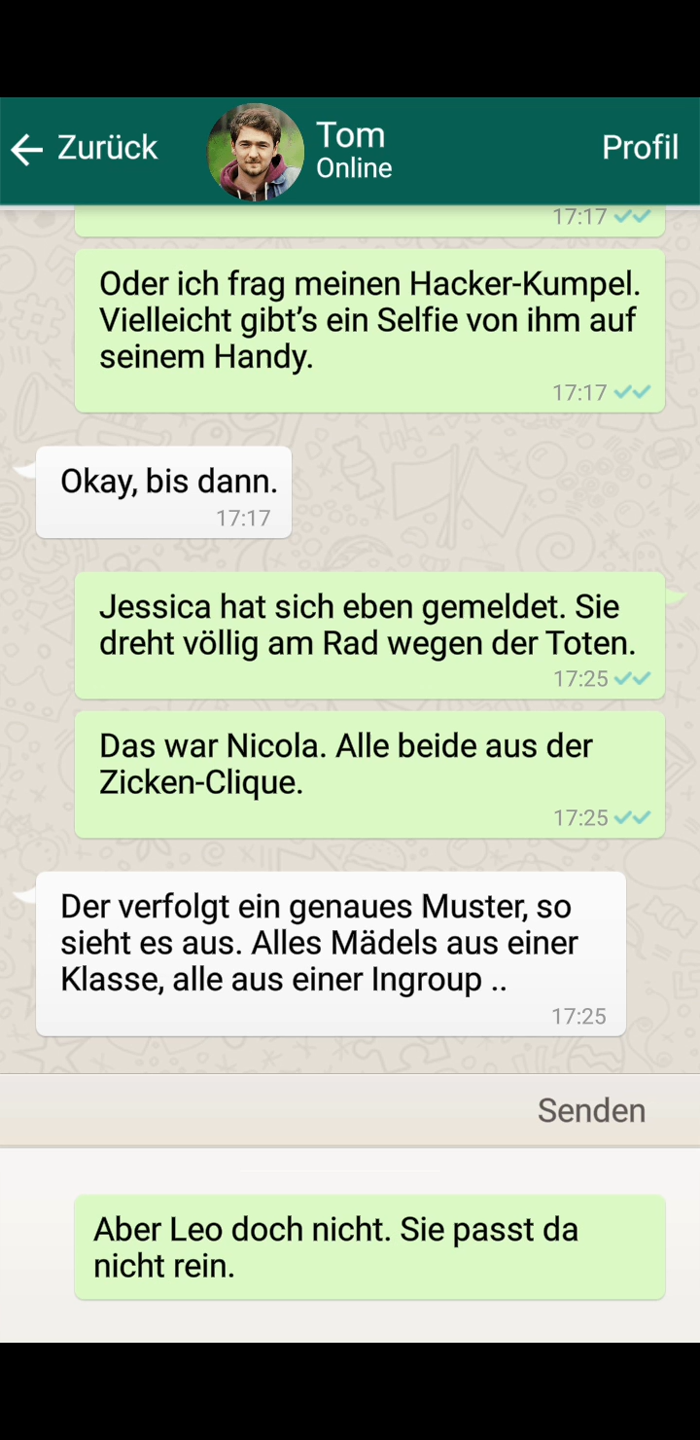 Zurück
Tom
Online
Profil
17:17
Oder ich frag meinen Hacker-Kumpel.
Vielleicht gibt’s ein Selfie von ihm auf
seinem Handy.
17:17
Okay, bis dann.
17:17
Jessica hat sich eben gemeldet. Sie
dreht völlig am Rad wegen der Toten.
17:25
Das war Nicola. Alle beide aus der
Zicken-Clique.
17:25
Der verfolgt ein genaues Muster, so
sieht es aus. Alles Mädels aus einer
Klasse, alle aus einer Ingroup ..
17:25
Senden
Aber Leo doch nicht. Sie passt da
nicht rein.